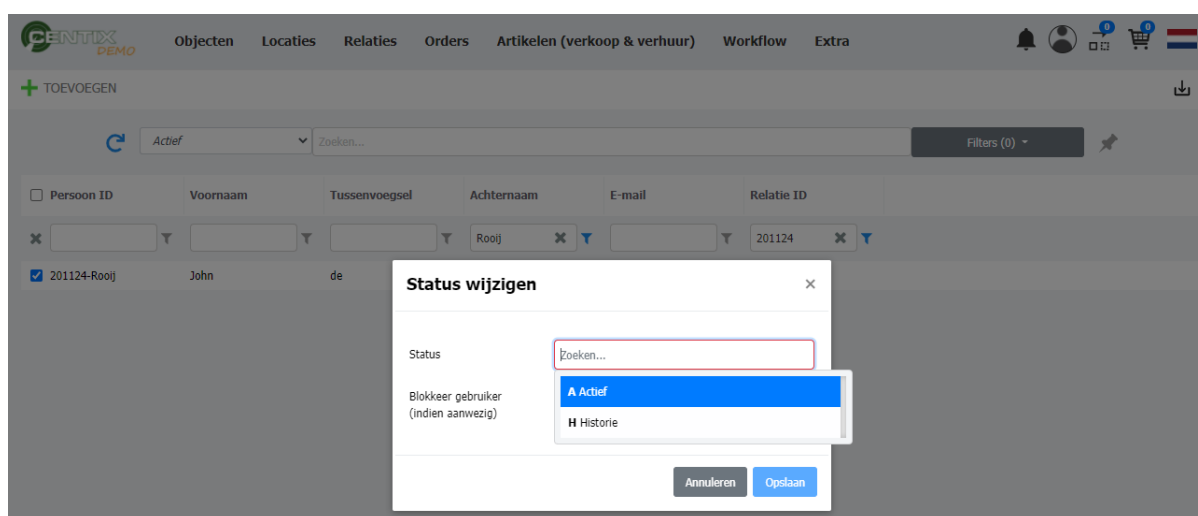 CENTIX
DEMO
Objecten Locaties Relaties Orders Artikelen (verkoop & verhuur) Workflow Extra
0 0
TOEVOEGEN
Actief Zoeken... Filters (0)
Persoon ID Voornaam Tussenvoegsel Achternaam E-mail Relatie ID
Rooij 201124
201124-Rooij John de
Status wijzigen ×
Status Zoeken...
A Actief
Blokkeer gebruiker
(indien aanwezig)
H Historie
Annuleren Opslaan